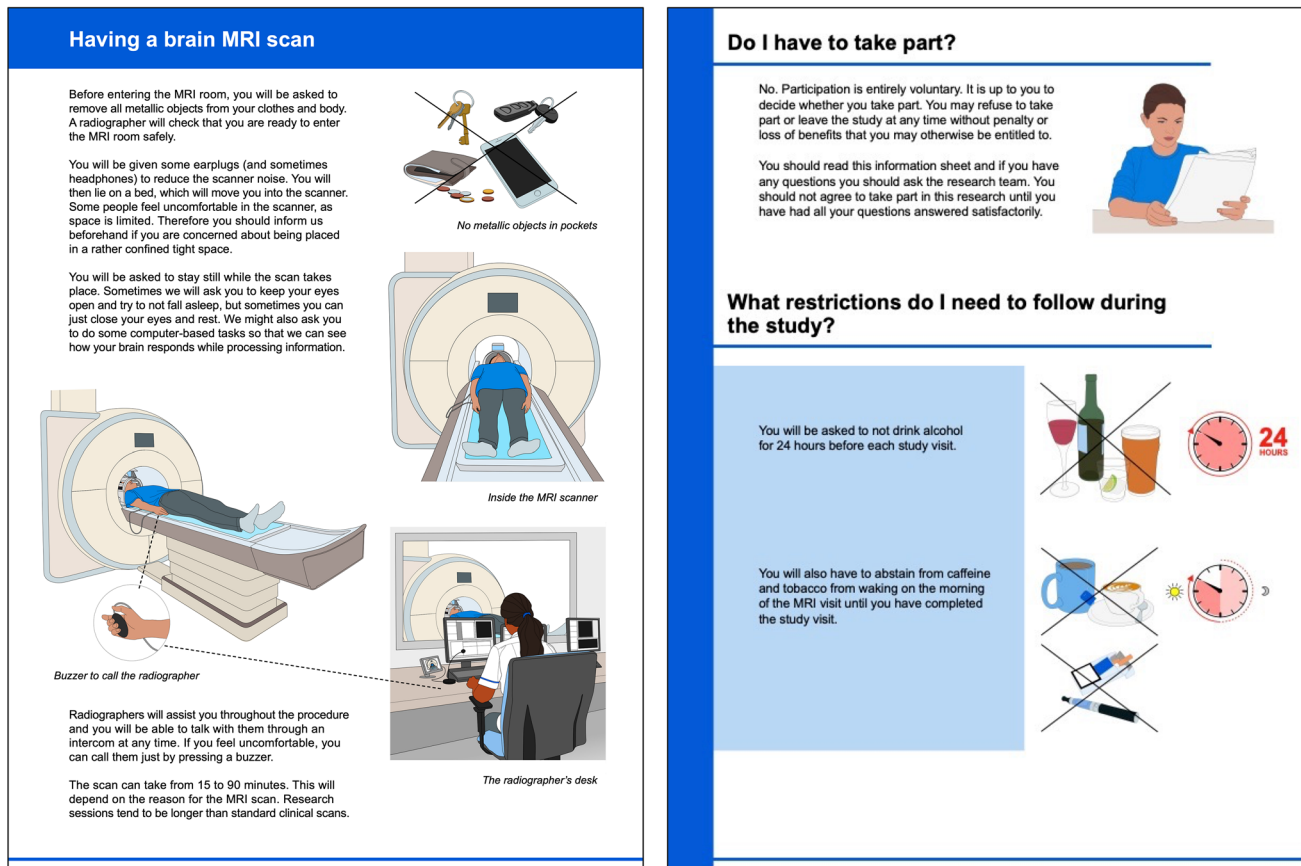 Having a brain MRI scan
Before entering the MRI room, you will be asked to
remove all metallic objects from your clothes and body.
A radiographer will check that you are ready to enter
the MRI room safely.
You will be given some earplugs (and sometimes
headphones) to reduce the scanner noise. You will
then lie on a bed, which will move you into the scanner.
Some people feel uncomfortable in the scanner, as
space is limited. Therefore you should inform us
beforehand if you are concerned about being placed
in a rather confined tight space.
You will be asked to stay still while the scan takes
place. Sometimes we will ask you to keep your eyes
open and try to not fall asleep, but sometimes you can
just close your eyes and rest. We might also ask you
to do some computer-based tasks so that we can see
how your brain responds while processing information.
No metallic objects in pockets
Inside the MRI scanner
Buzzer to call the radiographer
The radiographer's desk
Radiographers will assist you throughout the procedure
and you will be able to talk with them through an
intercom at any time. If you feel uncomfortable, you
can call them just by pressing a buzzer.
The scan can take from 15 to 90 minutes. This will
depend on the reason for the MRI scan. Research
sessions tend to be longer than standard clinical scans.
Do I have to take part?
No. Participation is entirely voluntary. It is up to you to
decide whether you take part. You may refuse to take
part or leave the study at any time without penalty or
loss of benefits that you may otherwise be entitled to.
You should read this information sheet and if you have
any questions you should ask the research team. You
should not agree to take part in this research until you
have had all your questions answered satisfactorily.
What restrictions do I need to follow during
the study?
You will be asked to not drink alcohol
for 24 hours before each study visit.
24
HOURS
You will also have to abstain from caffeine
and tobacco from waking on the morning
of the MRI visit until you have completed
the study visit.